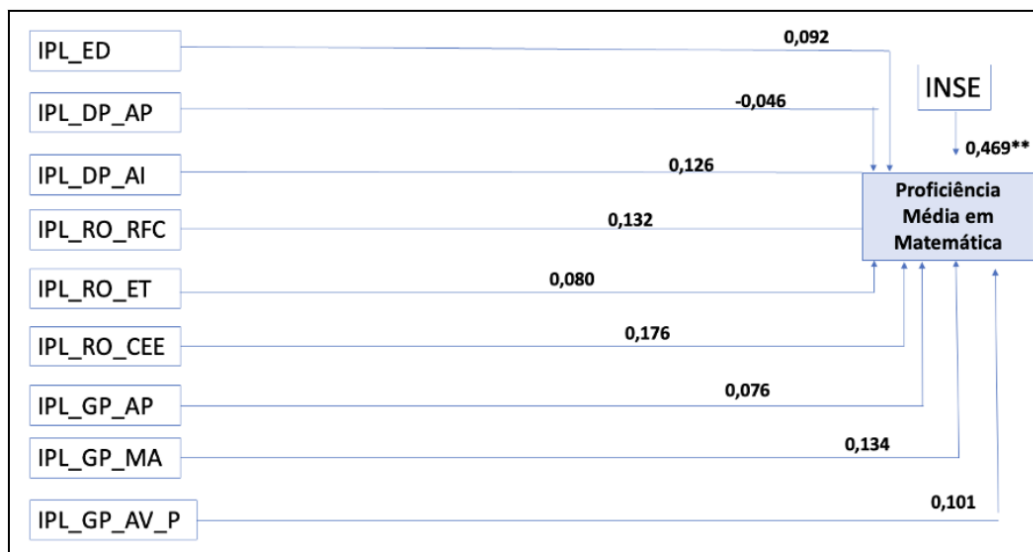 IPL_ED
0,092
IPL_DP_AP
-0,046
INSE
0,469**
IPL_DP_AI
0,126
Proficiência
Média em
Matemática
IPL_RO_RFC
0,132
IPL_RO_ET
0,080
IPL_RO_CEE
0,176
IPL_GP_AP
0,076
IPL_GP_MA
0,134
IPL_GP_AV_P
0,101